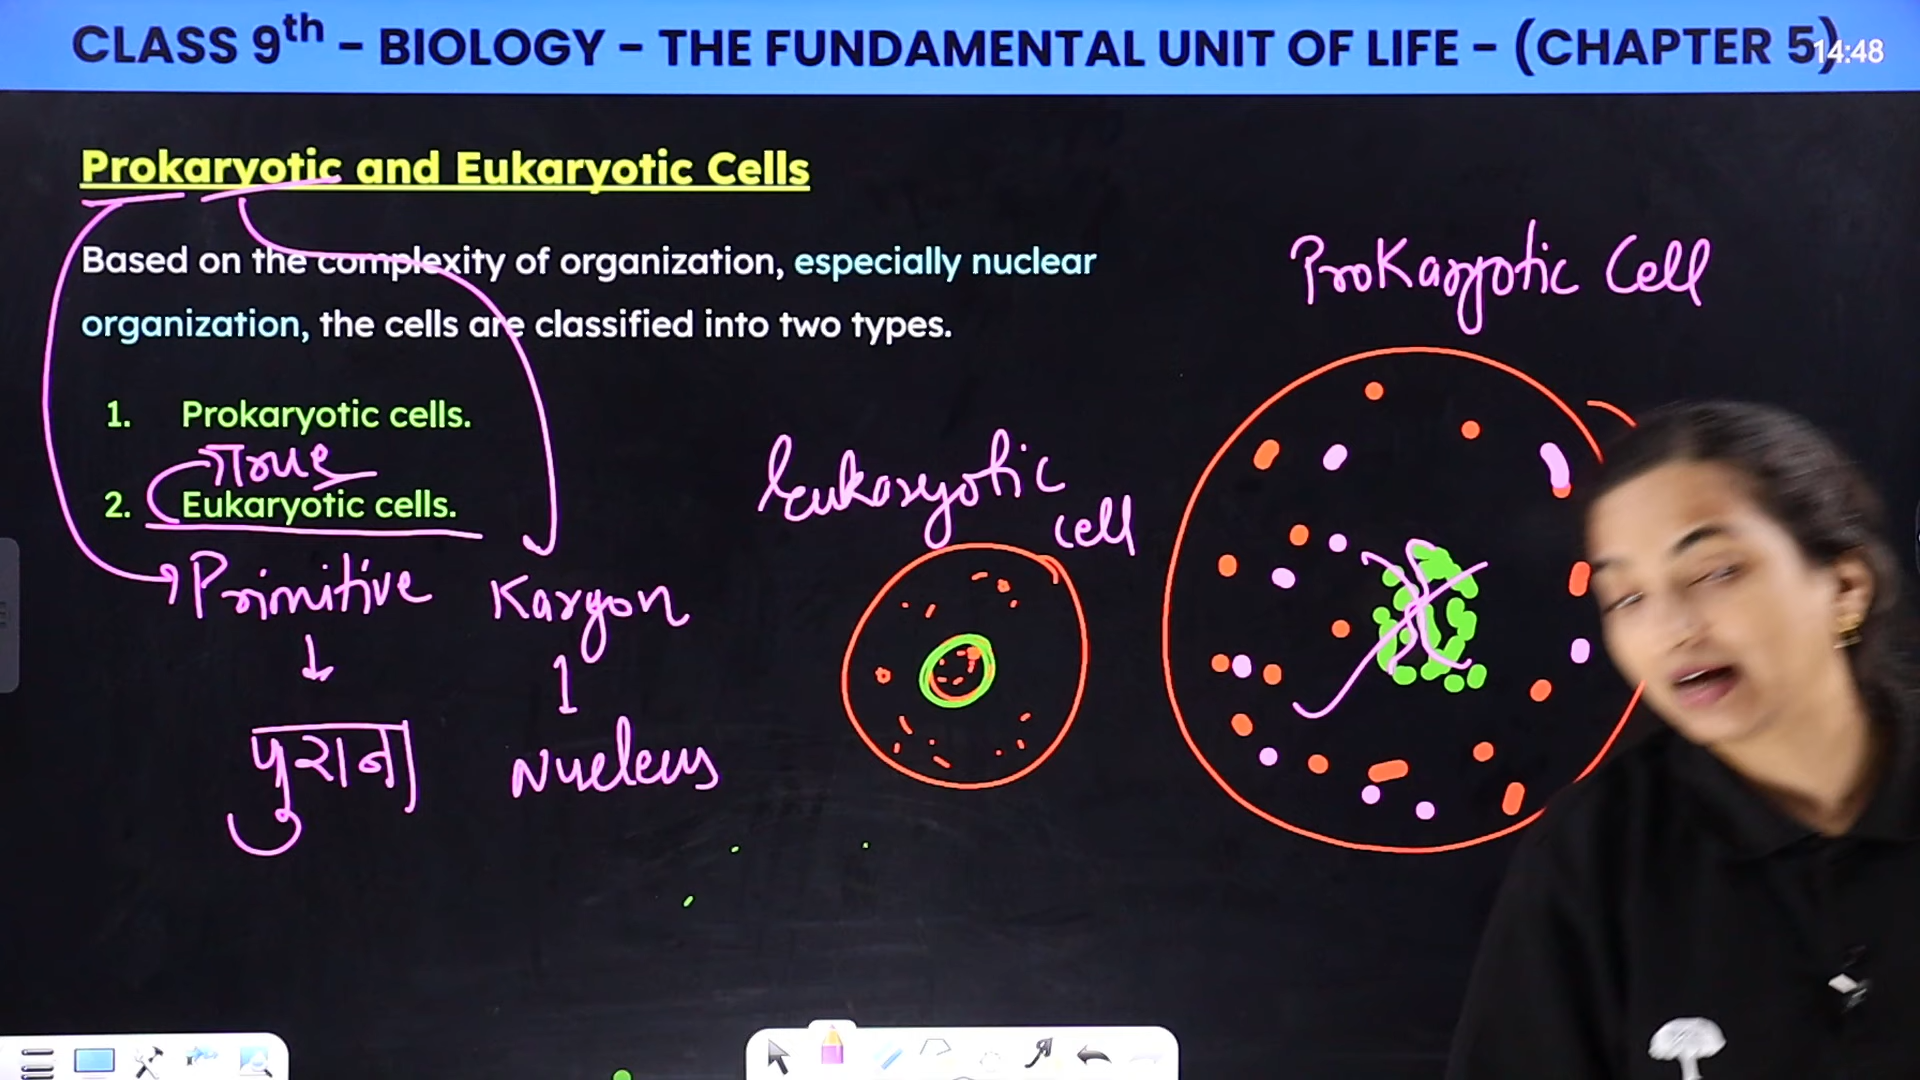 CLASS 9th - BIOLOGY - THE FUNDAMENTAL UNIT OF LIFE - (CHAPTER 5)
14:48
Prokaryotic and Eukaryotic Cells
Based on the complexity of organization, especially nuclear
organization, the cells are classified into two types.
1. Prokaryotic cells.
True
2. Eukaryotic cells.
Primitive
पुराना
Karyon
Nucleus
Eukaryotic
cell
Prokaryotic Cell